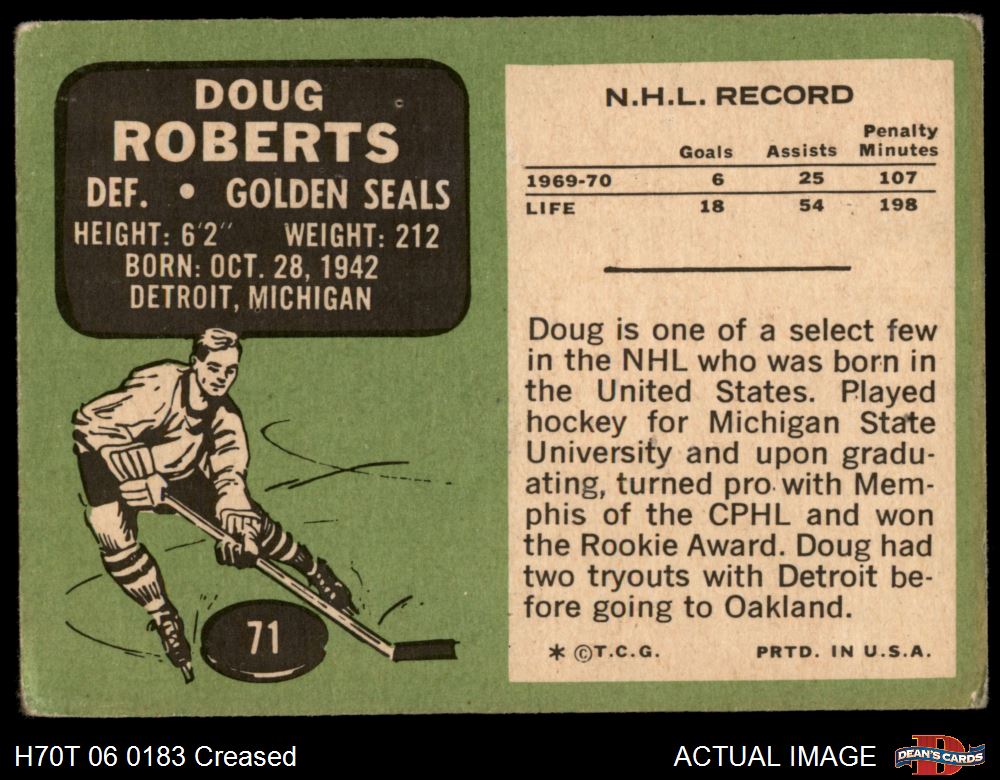 DOUG
ROBERTS
DEF. • GOLDEN SEALS
HEIGHT: 6'2" WEIGHT: 212
BORN: OCT. 28, 1942
DETROIT, MICHIGAN
71
N.H.L. RECORD
Goals Assists Penalty Minutes
1969-70 6 25 107
LIFE 18 54 198
Doug is one of a select few
in the NHL who was born in
the United States. Played
hockey for Michigan State
University and upon gradu-
ating, turned pro with Mem-
phis of the CPHL and won
the Rookie Award. Doug had
two tryouts with Detroit be-
fore going to Oakland.
* ©T.C.G. PRTD. IN U.S.A.
H70T 06 0183 Creased
ACTUAL IMAGE
DEAN'S CARDS